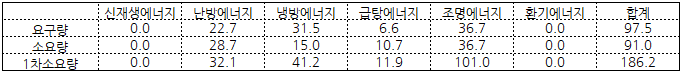 신재생에너지 난방에너지 냉방에너지 급탕에너지 조명에너지 환기에너지 합계
요구량 0.0 22.7 31.5 6.6 36.7 0.0 97.5
소요량 0.0 28.7 15.0 10.7 36.7 0.0 91.0
1차소요량 0.0 32.1 41.2 11.9 101.0 0.0 186.2